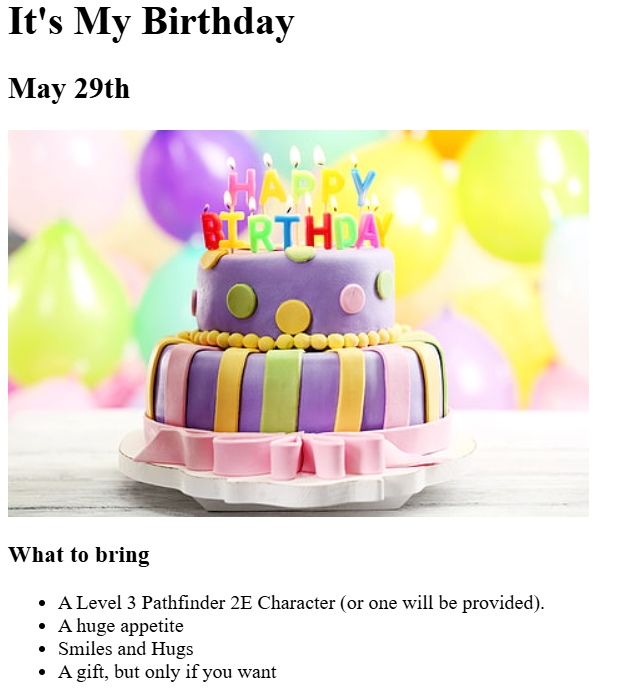 It's My Birthday
May 29th
HAPPY
BIRTHDAY
What to bring
A Level 3 Pathfinder 2E Character (or one will be provided).
A huge appetite
Smiles and Hugs
A gift, but only if you want